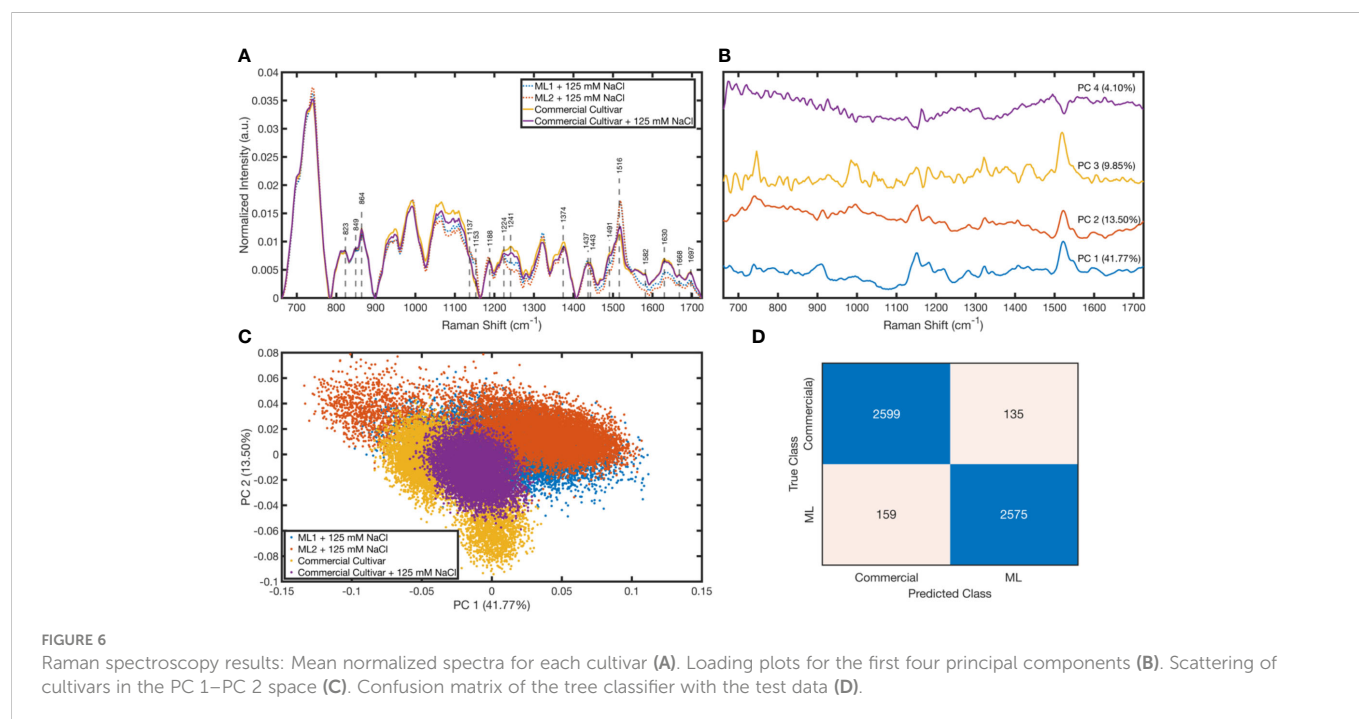 A
B
0.04
0.035
0.03
0.025
0.02
0.015
0.01
0.005
0
Normalized Intensity (a.u.)
ML1 + 125 mM NaCl
ML2 + 125 mM NaCl
Commercial Cultivar
Commercial Cultivar + 125 mM NaCl
823
849
864
1137
1153
1188
1224
1241
1374
1437
1443
1491
1516
1582
1630
1668
1697
700 800 900 1000 1100 1200 1300 1400 1500 1600 1700
Raman Shift (cm-1)
PC 4 (4.10%)
PC 3 (9.85%)
PC 2 (13.50%)
PC 1 (41.77%)
700 800 900 1000 1100 1200 1300 1400 1500 1600 1700
Raman Shift (cm-1)
C
D
0.08
0.06
0.04
0.02
0
-0.02
-0.04
-0.06
-0.08
-0.1
PC 2 (13.50%)
ML1 + 125 mM NaCl
ML2 + 125 mM NaCl
Commercial Cultivar
Commercial Cultivar + 125 mM NaCl
-0.15 -0.1 -0.05 0 0.05 0.1 0.15
PC 1 (41.77%)
True Class
Commerciala)
ML
2599 135
159 2575
Commercial ML
Predicted Class
FIGURE 6
Raman spectroscopy results: Mean normalized spectra for each cultivar (A). Loading plots for the first four principal components (B). Scattering of
cultivars in the PC 1–PC 2 space (C). Confusion matrix of the tree classifier with the test data (D).